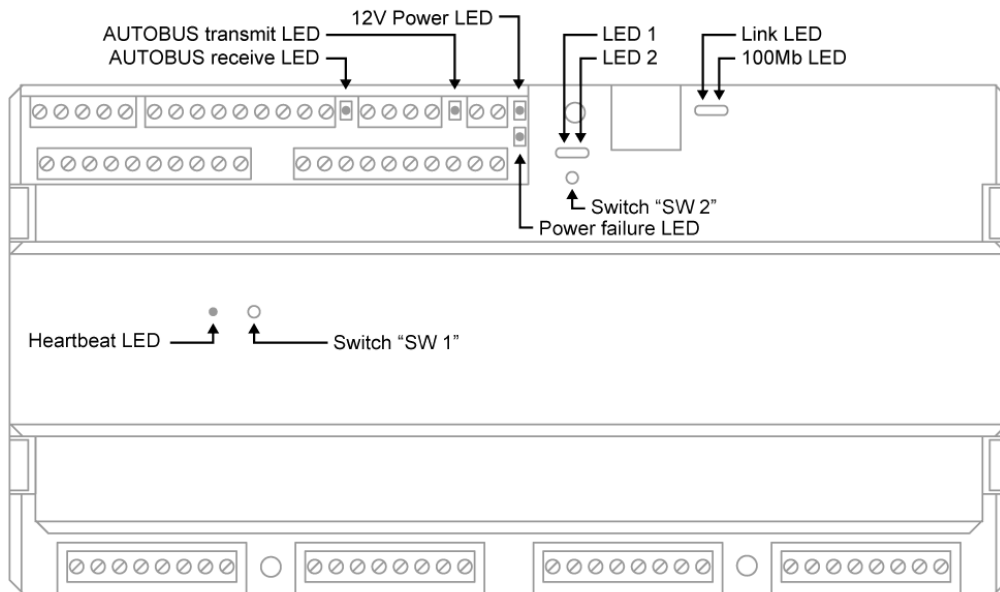 12V Power LED
AUTOBUS transmit LED
LED 1
Link LED
AUTOBUS receive LED
LED 2
100Mb LED
Switch “SW 2”
Power failure LED
Heartbeat LED
Switch “SW 1”